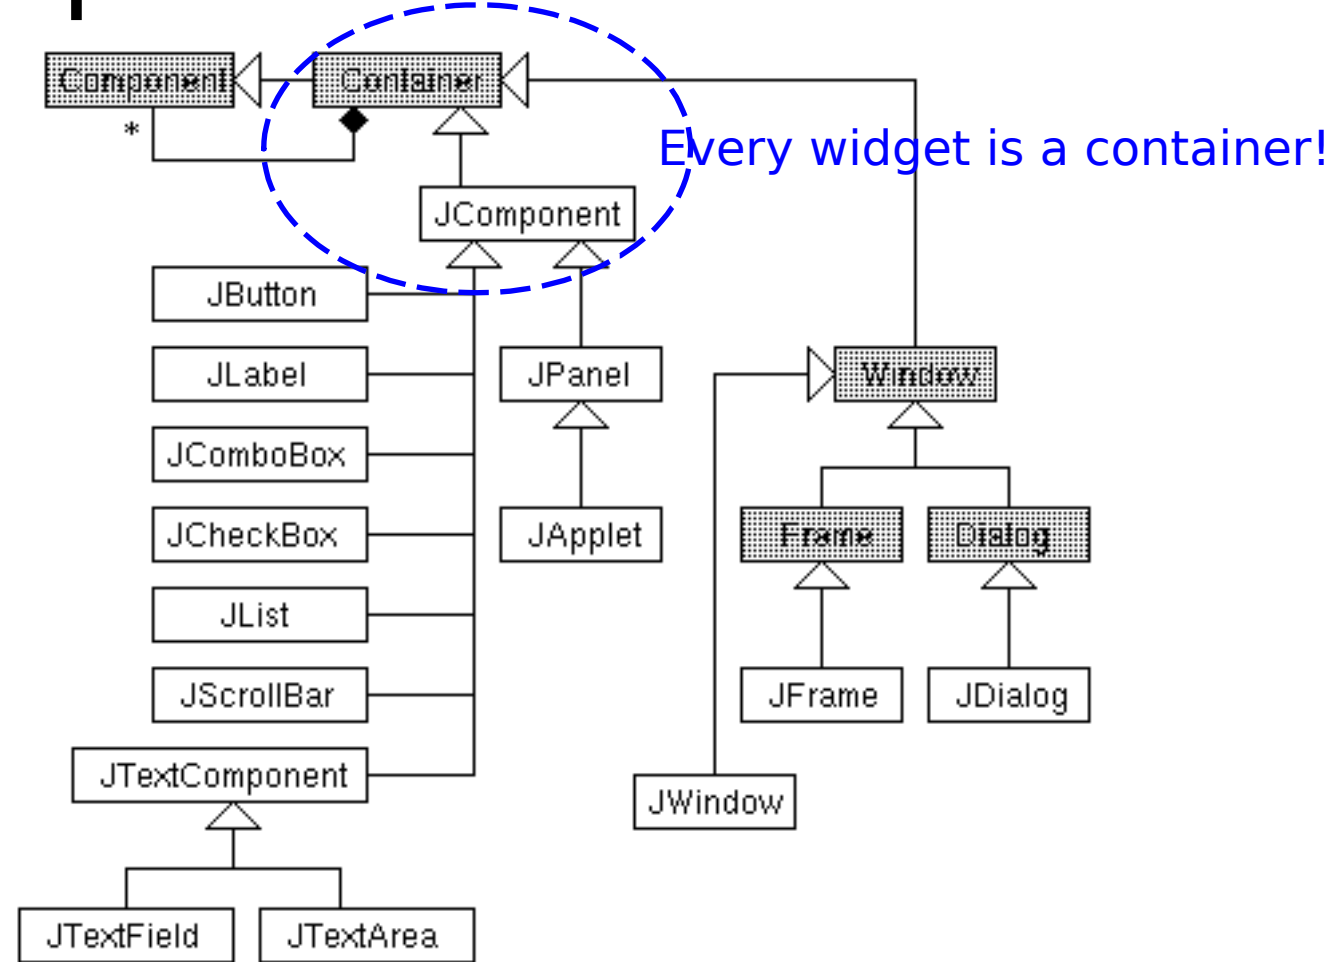 Component
Container
*
Every widget is a container!
JComponent
JButton
JLabel
JPanel
Window
JComboBox
JCheckBox
JApplet
Frame
Dialog
JList
JScrollBar
JFrame
JDialog
JTextComponent
JWindow
JTextField
JTextArea